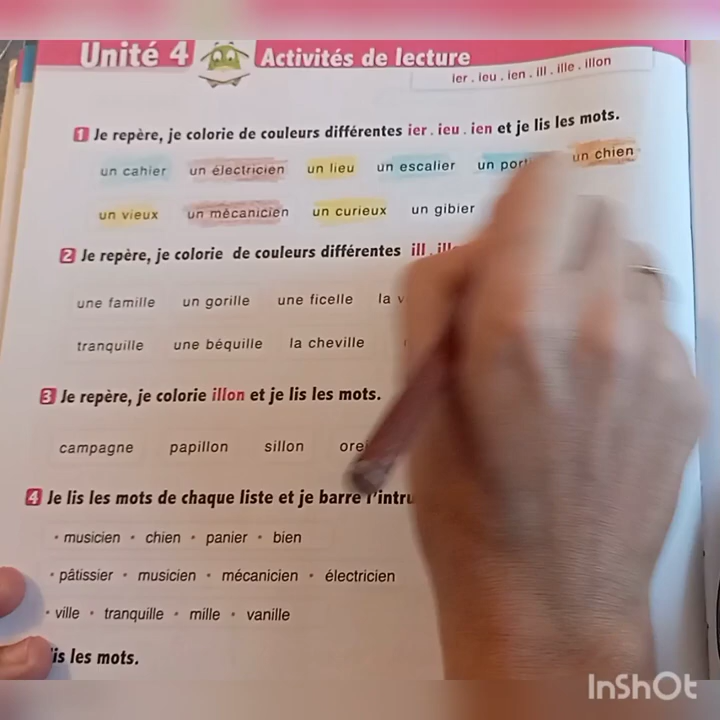 Unité 4 Activités de lecture
ier . ieu . ien . ill . ille . illon
1 Je repère, je colorie de couleurs différentes ier . ieu . ien et je lis les mots.
un cahier un électricien un lieu un escalier un un chien
un vieux un mécanicien un curieux un gibier
2 Je repère, je colorie de couleurs différentes ill .
une famille un gorille une ficelle la
tranquille une béquille la cheville
3 Je repère, je colorie illon et je lis les mots.
campagne papillon sillon
4 Je lis les mots de chaque liste et je barre
• musicien • chien • panier • bien
• pâtissier • musicien • mécanicien • électricien
• ville • tranquille • mille • vanille
lis les mots.
InShOt